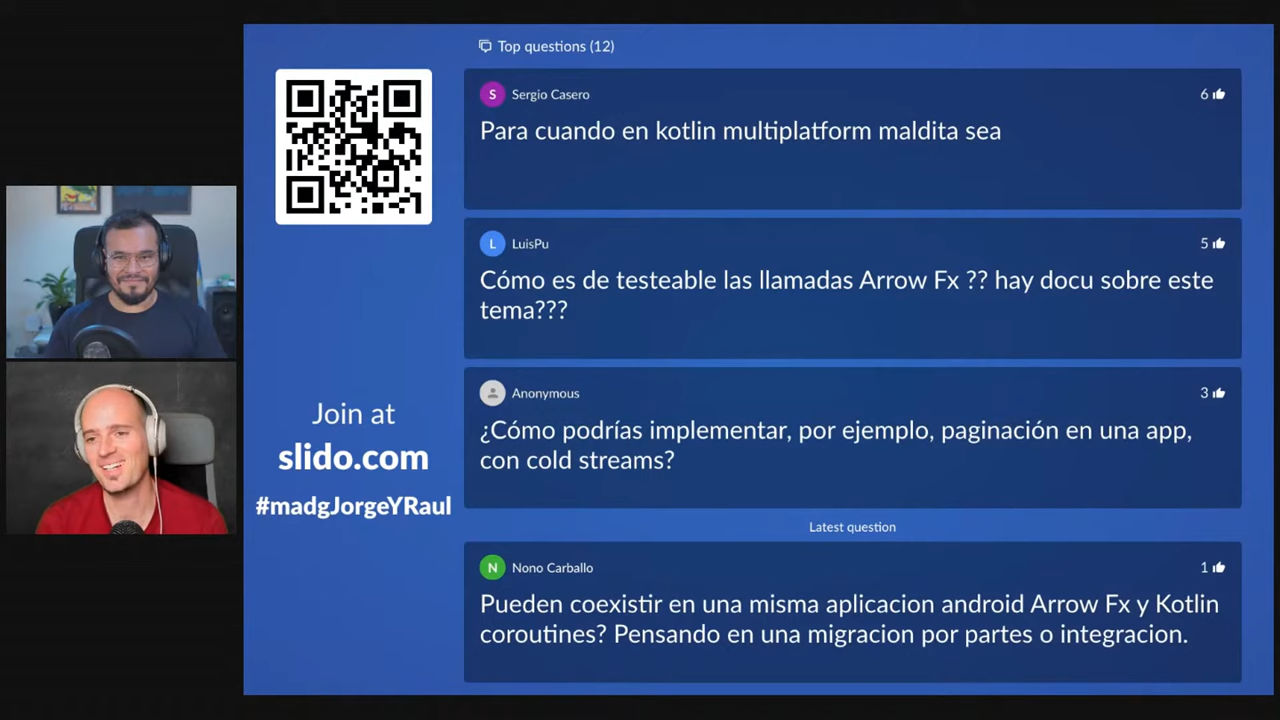 Top questions (12)
S Sergio Casero 6
Para cuando en kotlin multiplatform maldita sea
L LuisPu 5
Cómo es de testeable las llamadas Arrow Fx ?? hay docu sobre este
tema???
Anonymous 3
¿Cómo podrías implementar, por ejemplo, paginación en una app,
con cold streams?
Latest question
N Nono Carballo 1
Pueden coexistir en una misma aplicacion android Arrow Fx y Kotlin
coroutines? Pensando en una migracion por partes o integracion.
Join at
slido.com
#madgJorgeYRaul